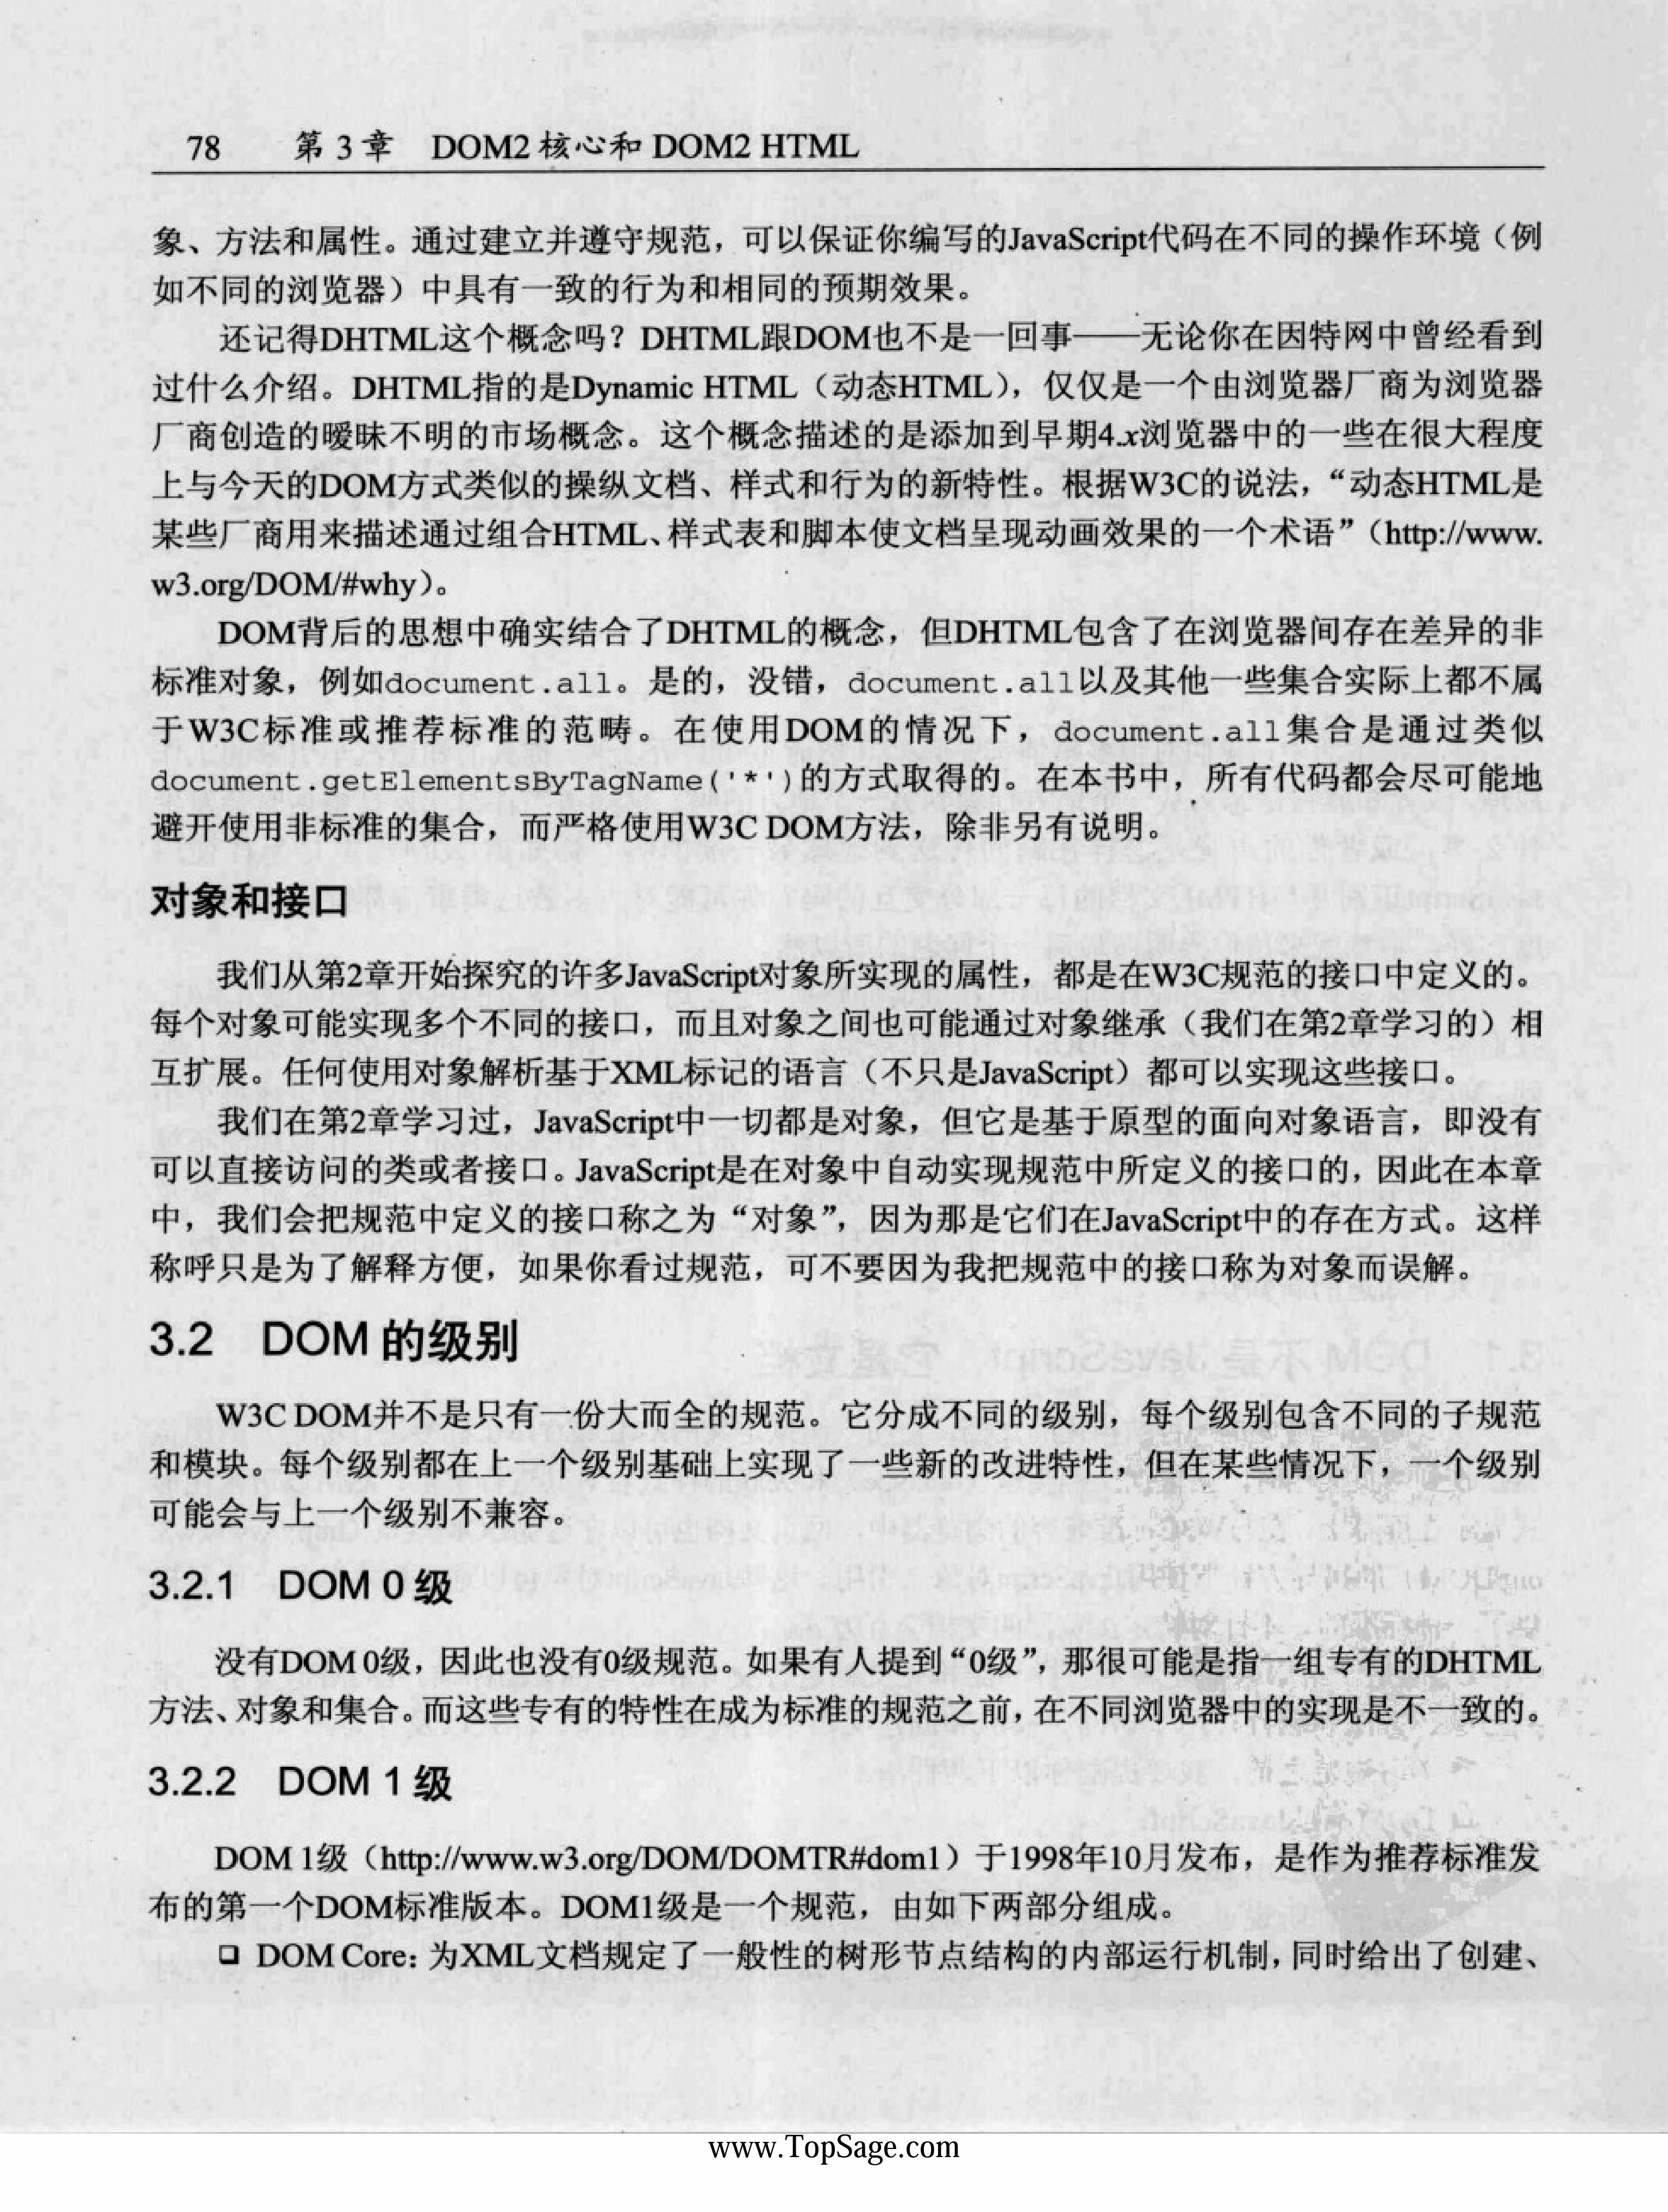 78 第 3 章 DOM2 核心和 DOM2 HTML
象、方法和属性。通过建立并遵守规范，可以保证你编写的JavaScript代码在不同的操作环境（例
如不同的浏览器）中具有一致的行为和相同的预期效果。
还记得DHTML这个概念吗？DHTML跟DOM也不是一回事——无论你在因特网中曾经看到
过什么介绍。DHTML指的是Dynamic HTML（动态HTML），仅仅是一个由浏览器厂商为浏览器
厂商创造的暧昧不明的市场概念。这个概念描述的是添加到早期4.x浏览器中的一些在很大程度
上与今天的DOM方式类似的操纵文档、样式和行为的新特性。根据W3C的说法，“动态HTML是
某些厂商用来描述通过组合HTML、样式表和脚本使文档呈现动画效果的一个术语”（http://www.
w3.org/DOM/#why）。
DOM背后的思想中确实结合了DHTML的概念，但DHTML包含了在浏览器间存在差异的非
标准对象，例如document.all。是的，没错，document.all以及其他一些集合实际上都不属
于W3C标准或推荐标准的范畴。在使用DOM的情况下，document.all集合是通过类似
document.getElementsByTagName('*')的方式取得的。在本书中，所有代码都会尽可能地
避开使用非标准的集合，而严格使用W3C DOM方法，除非另有说明。
对象和接口
我们从第2章开始探究的许多JavaScript对象所实现的属性，都是在W3C规范的接口中定义的。
每个对象可能实现多个不同的接口，而且对象之间也可能通过对象继承（我们在第2章学习的）相
互扩展。任何使用对象解析基于XML标记的语言（不只是JavaScript）都可以实现这些接口。
我们在第2章学习过，JavaScript中一切都是对象，但它是基于原型的面向对象语言，即没有
可以直接访问的类或者接口。JavaScript是在对象中自动实现规范中所定义的接口的，因此在本章
中，我们会把规范中定义的接口称之为“对象”，因为那是它们在JavaScript中的存在方式。这样
称呼只是为了解释方便，如果你看过规范，可不要因为我把规范中的接口称为对象而误解。
3.2 DOM 的级别
W3C DOM并不是只有一份大而全的规范。它分成不同的级别，每个级别包含不同的子规范
和模块。每个级别都在上一个级别基础上实现了一些新的改进特性，但在某些情况下，一个级别
可能会与上一个级别不兼容。
3.2.1 DOM 0 级
没有DOM 0级，因此也没有0级规范。如果有人提到“0级”，那很可能是指一组专有的DHTML
方法、对象和集合。而这些专有的特性在成为标准的规范之前，在不同浏览器中的实现是不一致的。
3.2.2 DOM 1 级
DOM 1级（http://www.w3.org/DOM/DOMTR#dom1）于1998年10月发布，是作为推荐标准发
布的第一个DOM标准版本。DOM1级是一个规范，由如下两部分组成。
❑ DOM Core：为XML文档规定了一般性的树形节点结构的内部运行机制，同时给出了创建、
www.TopSage.com